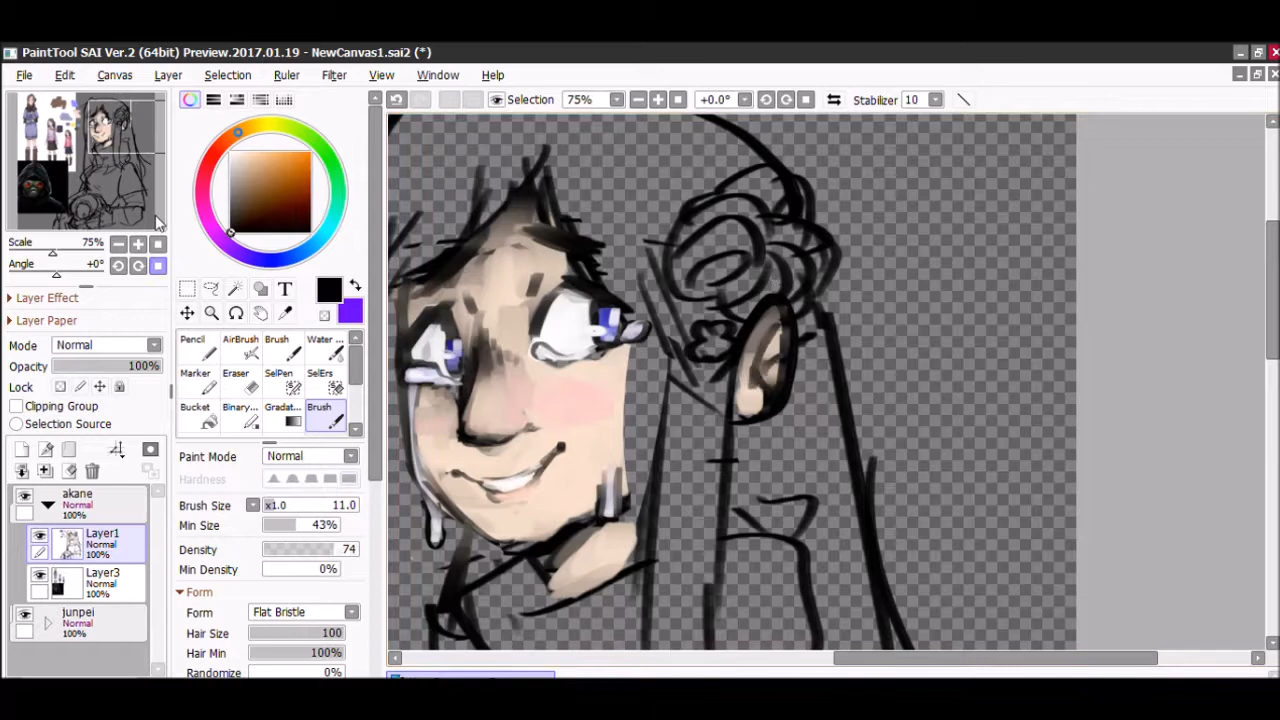 PaintTool SAI Ver.2 (64bit) Preview.2017.01.19 - NewCanvas1.sai2 (*)
File Edit Canvas Layer Selection Ruler Filter View Window Help
Selection 75% +0.0° Stabilizer 10
Scale 75%
Angle +0°
Layer Effect
Layer Paper
Mode Normal
Opacity 100%
Lock
Clipping Group
Selection Source
akane
Normal
100%
Layer1
Normal
100%
Layer3
Normal
100%
junpei
Normal
100%
T
Pencil AirBrush Brush Water ..
Marker Eraser SelPen SelErs
Bucket Binary... Gradat... Brush
Paint Mode Normal
Hardness
Brush Size x1.0 11.0
Min Size 43%
Density 74
Min Density 0%
Form
Form Flat Bristle
Hair Size 100
Hair Min 100%
Randomize 0%